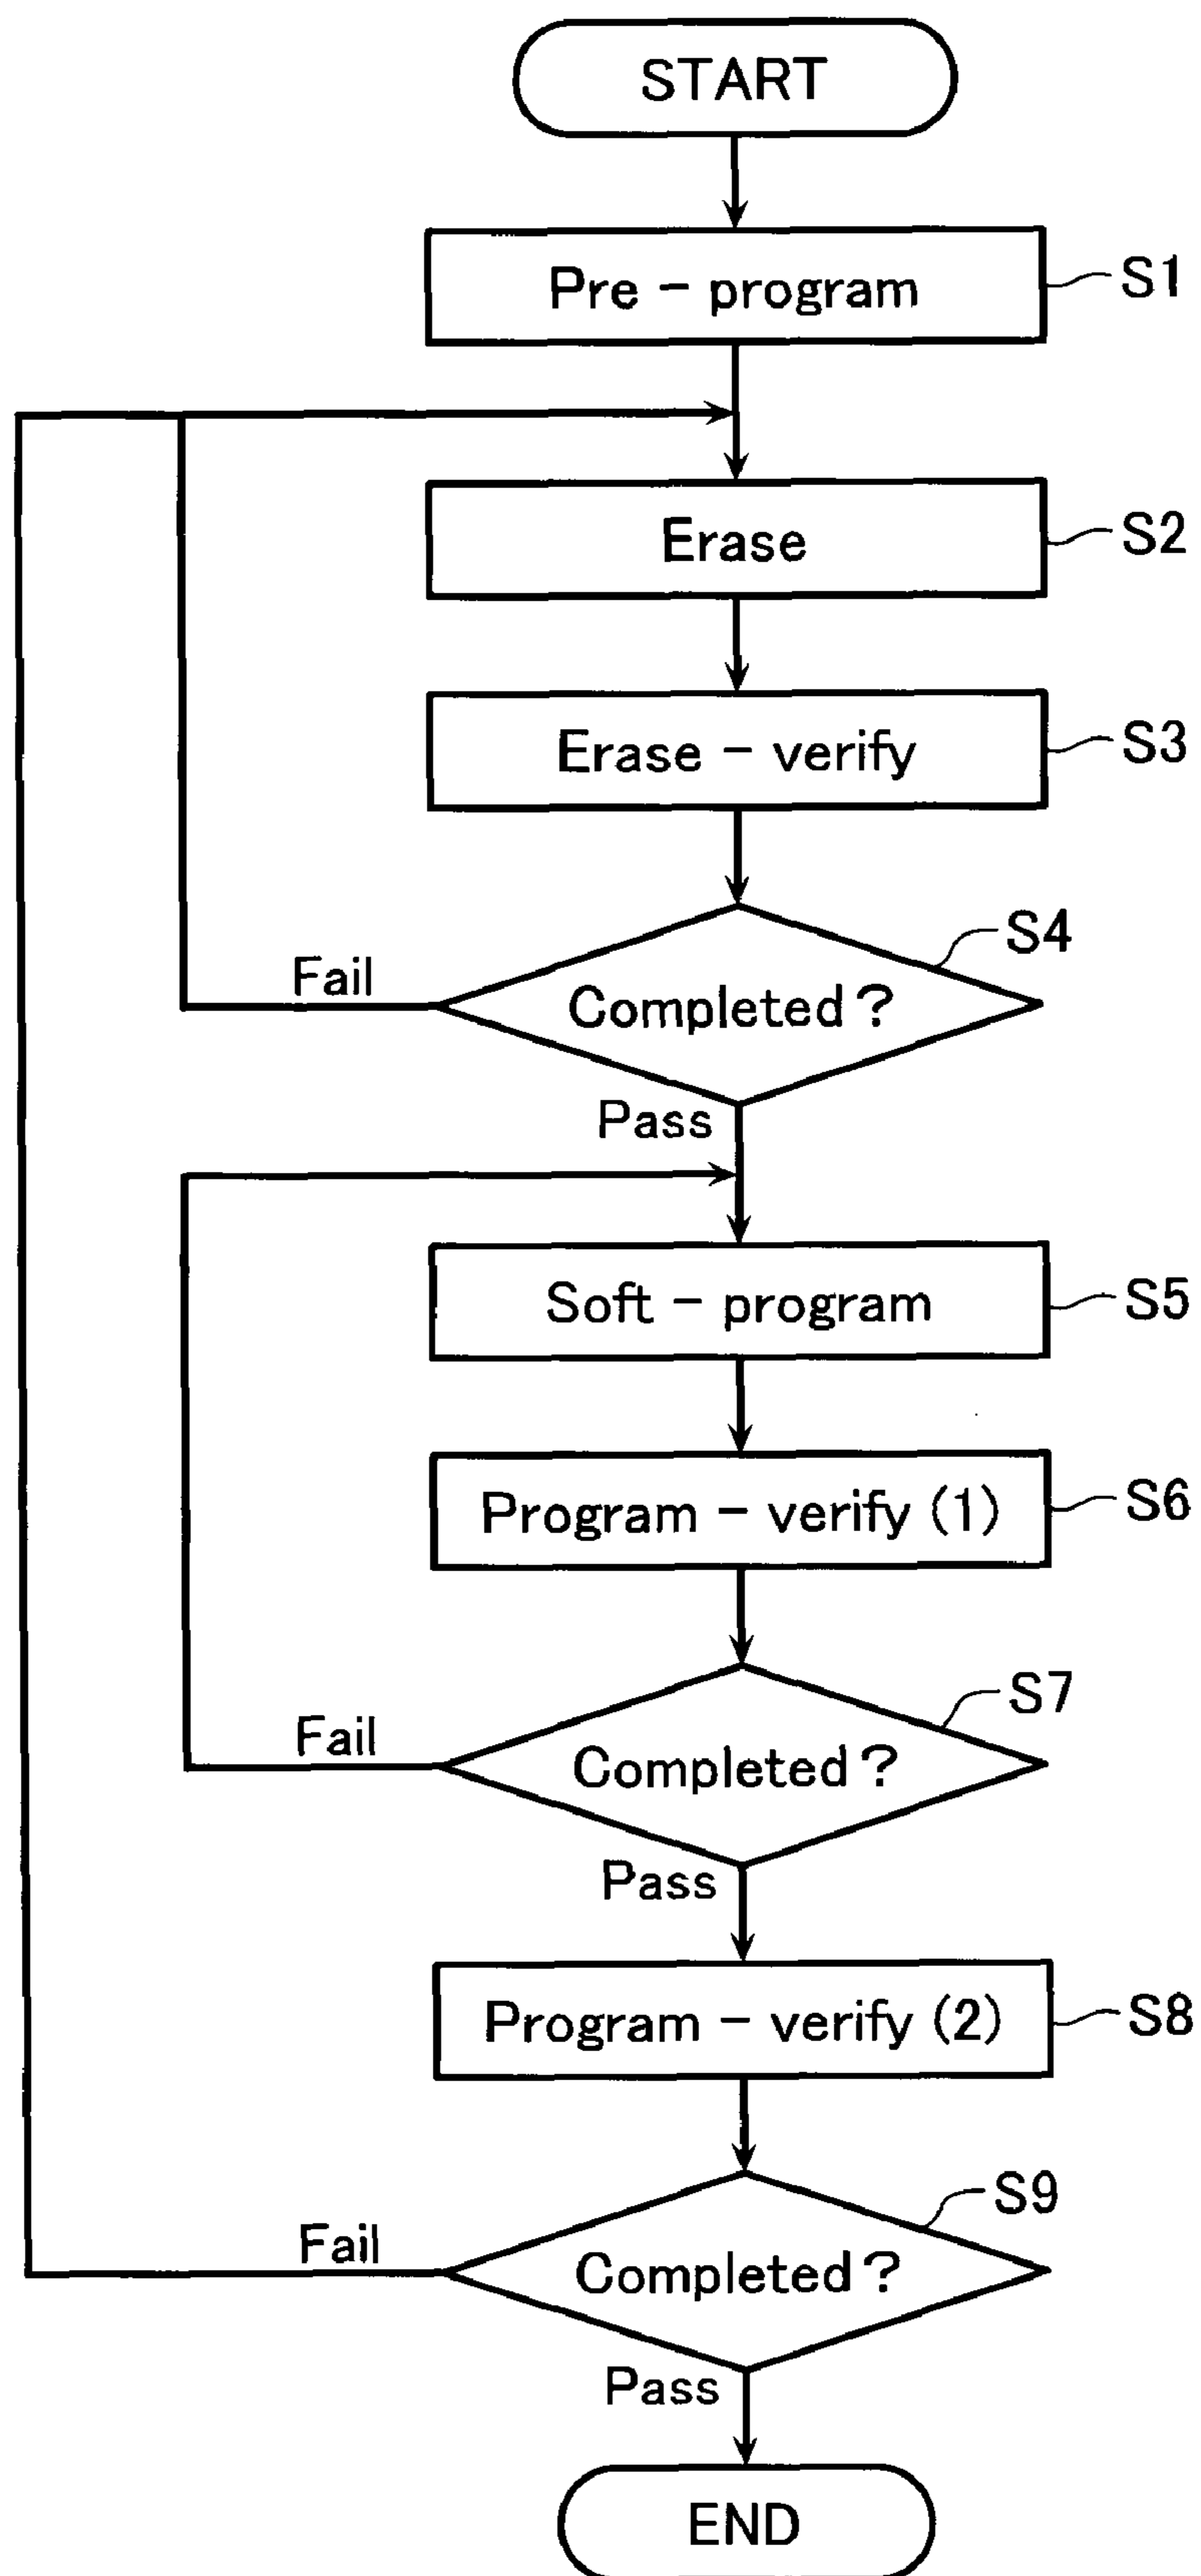 START
Pre - program
S1
Erase
S2
Erase - verify
S3
S4
Fail
Completed ?
Pass
Soft - program
S5
Program - verify (1)
S6
S7
Fail
Completed ?
Pass
Program - verify (2)
S8
S9
Fail
Completed ?
Pass
END